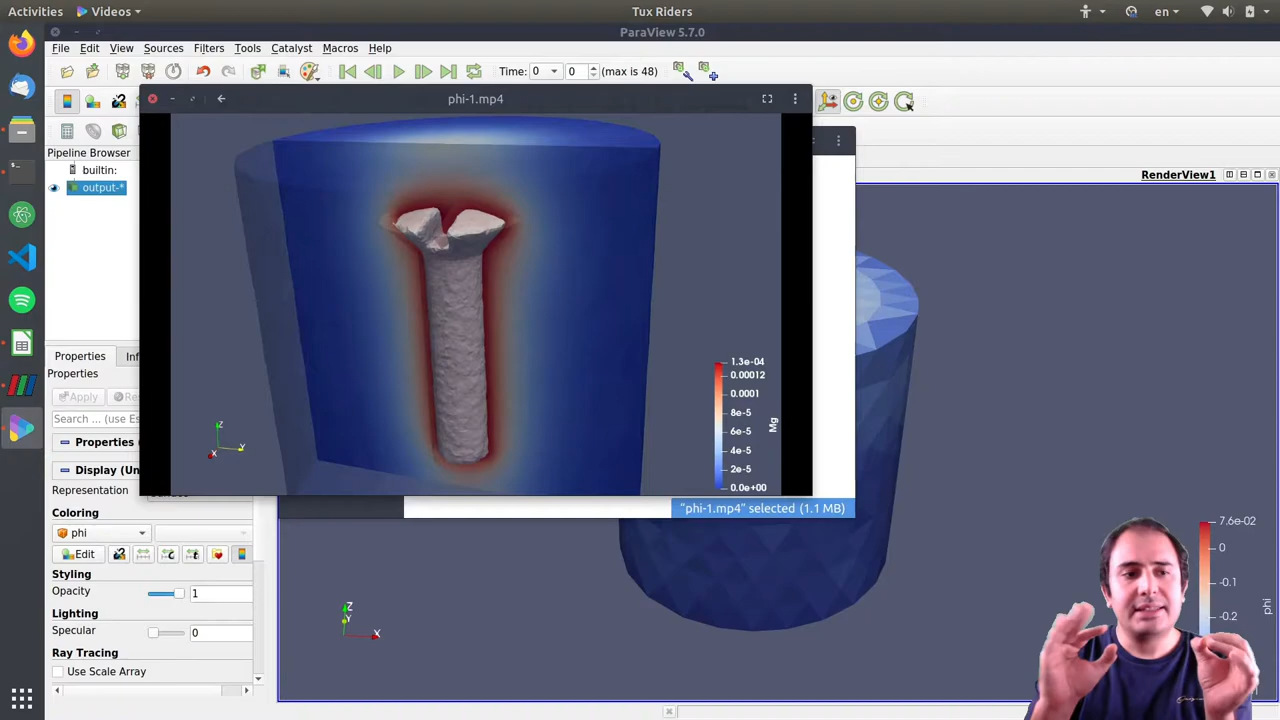 Activities
Videos
Tux Riders
en
ParaView 5.7.0
File Edit View Sources Filters Tools Catalyst Macros Help
Time: 0 0 (max is 48)
phi-1.mp4
Pipeline Browser
builtin:
output-*
RenderView1
Properties
Properties
Apply
Search ... (use Es
Properties (
Display (Un
Representation
Coloring
phi
Edit
Styling
Opacity 1
Lighting
Specular 0
Ray Tracing
Use Scale Array
1.3e-04
0.00012
0.0001
8e-5
6e-5
4e-5
2e-5
0.0e+00
Mg
Z
Y
X
"phi-1.mp4" selected (1.1 MB)
Z
Y
X
7.6e-02
0
-0.1
-0.2
phi